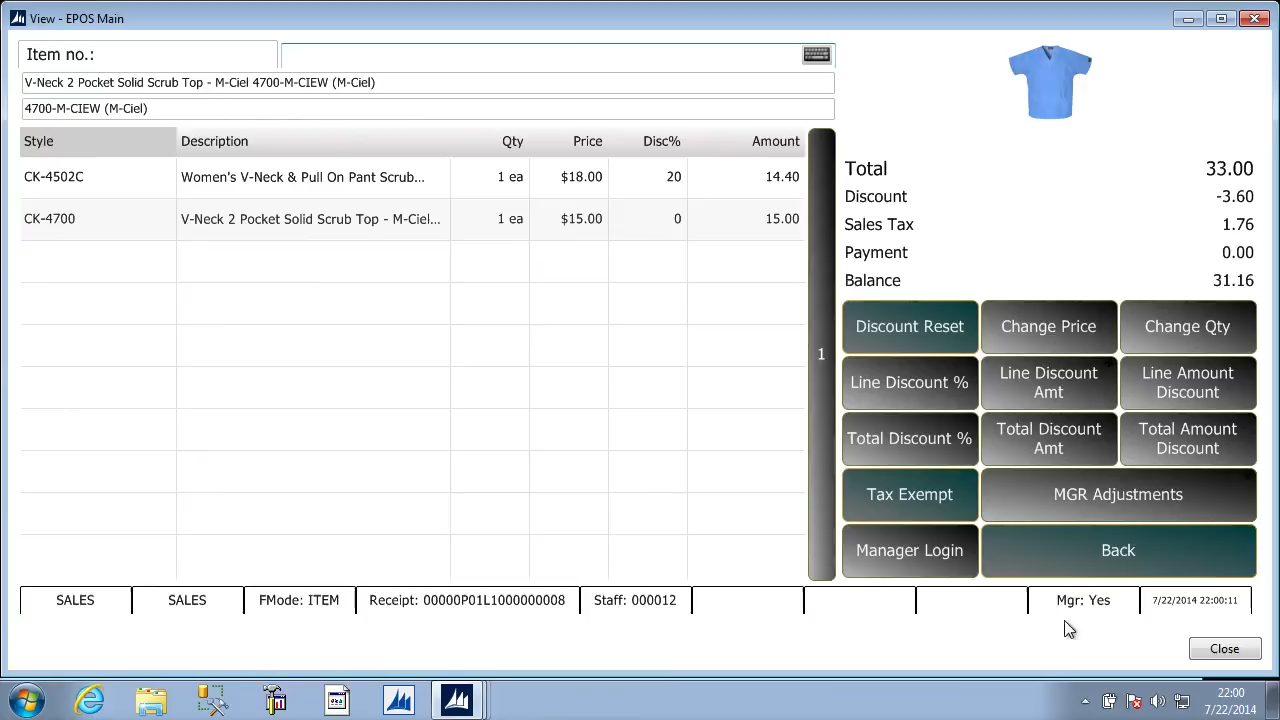 View - EPOS Main
Item no.:
V-Neck 2 Pocket Solid Scrub Top - M-Ciel 4700-M-CIEW (M-Ciel)
4700-M-CIEW (M-Ciel)
Style Description Qty Price Disc% Amount
CK-4502C Women's V-Neck & Pull On Pant Scrub... 1 ea $18.00 20 14.40
CK-4700 V-Neck 2 Pocket Solid Scrub Top - M-Ciel... 1 ea $15.00 0 15.00
1
Total 33.00
Discount -3.60
Sales Tax 1.76
Payment 0.00
Balance 31.16
Discount Reset
Change Price
Change Qty
Line Discount %
Line Discount
Amt
Line Amount
Discount
Total Discount %
Total Discount
Amt
Total Amount
Discount
Tax Exempt
MGR Adjustments
Manager Login
Back
SALES SALES FMode: ITEM Receipt: 00000P01L1000000008 Staff: 000012 Mgr: Yes 7/22/2014 22:00:11
Close
22:00
7/22/2014